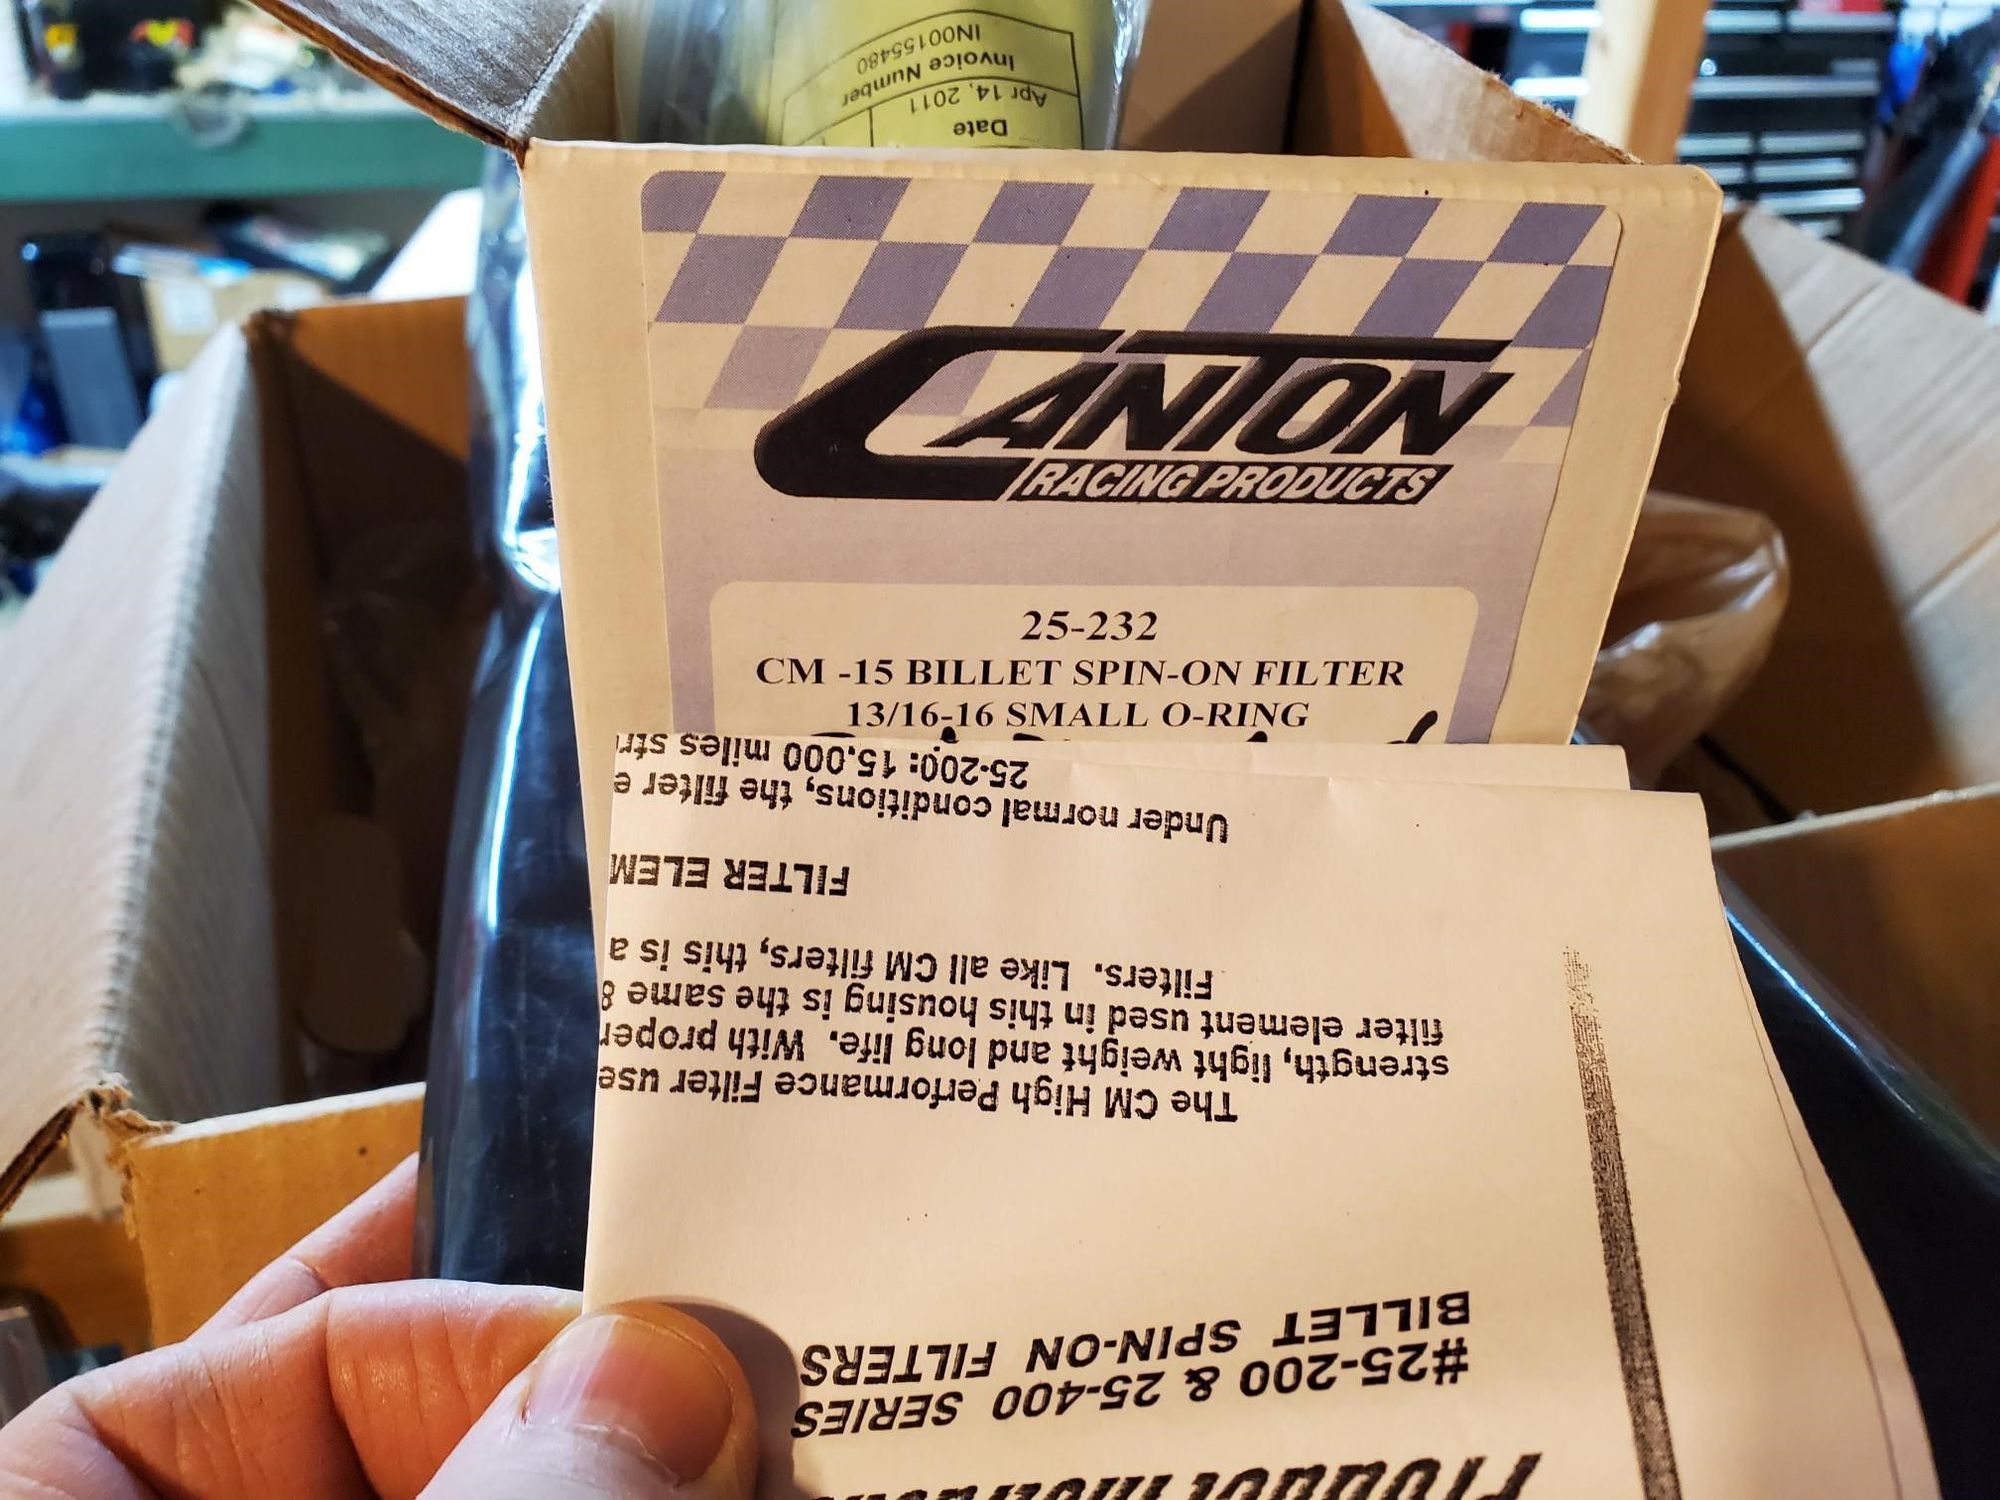 Date
Apr 14, 2011
Invoice Number
IN00155480
CANTON
RACING PRODUCTS
25-232
CM -15 BILLET SPIN-ON FILTER
13/16-16 SMALL O-RING
#25-200 & 25-400 SERIES
BILLET SPIN-ON FILTERS
The CM High Performance Filter use
strength, light weight and long life. With proper
filter element used in this housing is the same
Filters. Like all CM filters, this is a
FILTER ELEM
Under normal conditions, the filter e
25-200: 15,000 miles str